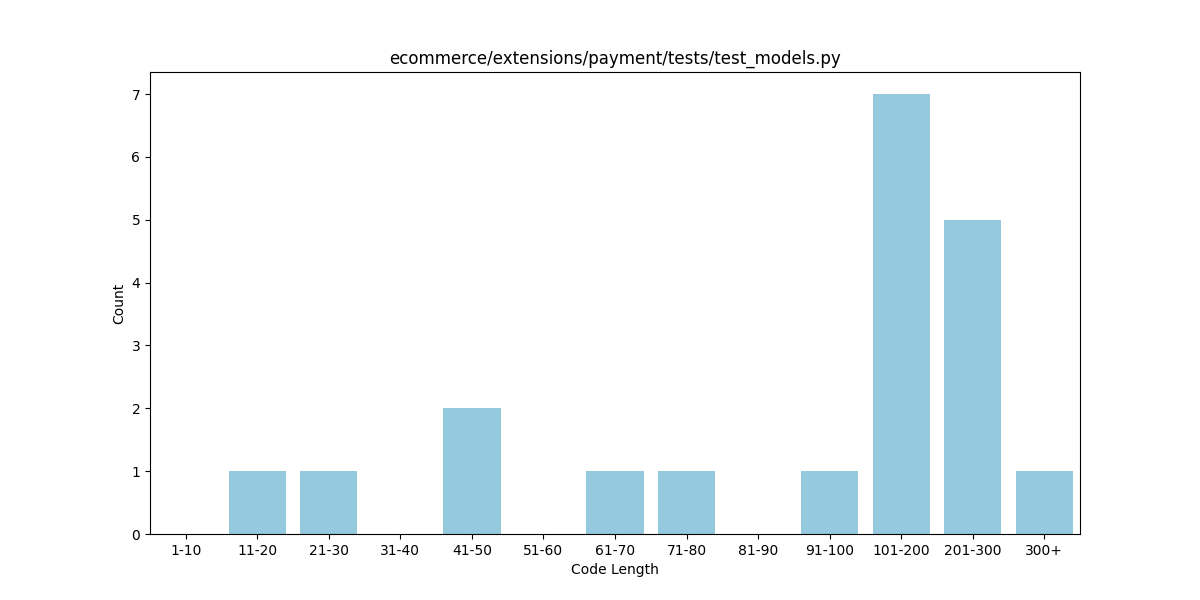 ecommerce/extensions/payment/tests/test_models.py
7
6
5
4
3
2
1
0
Count
1-10 11-20 21-30 31-40 41-50 51-60 61-70 71-80 81-90 91-100 101-200 201-300 300+
Code Length